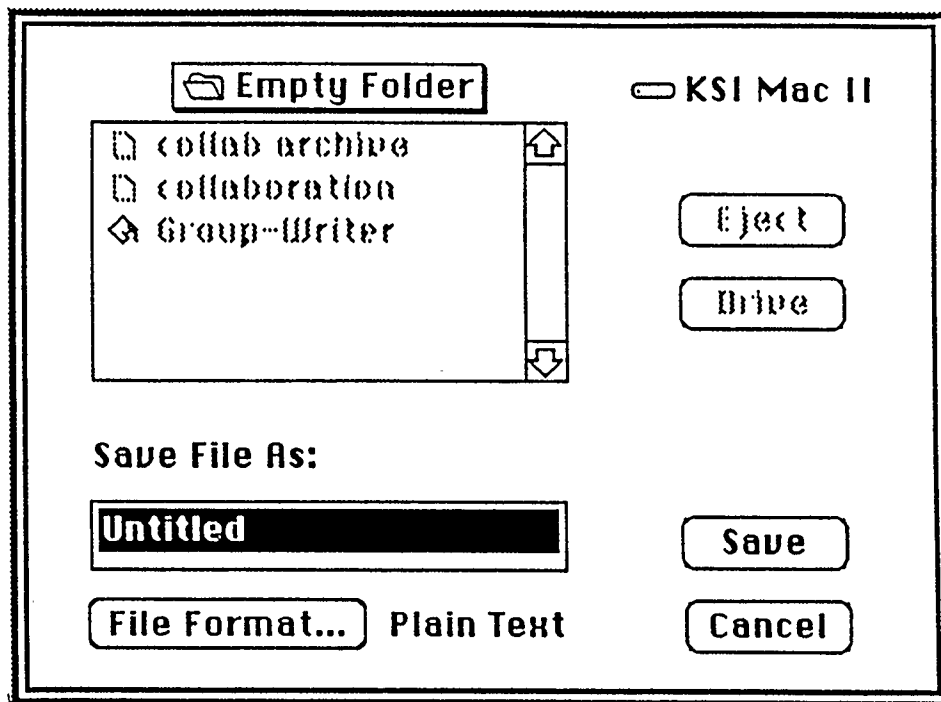 Empty Folder
KSI Mac II
collab archive
collaboration
Group-Writer
Eject
Drive
Save File As:
Untitled
Save
File Format...
Plain Text
Cancel